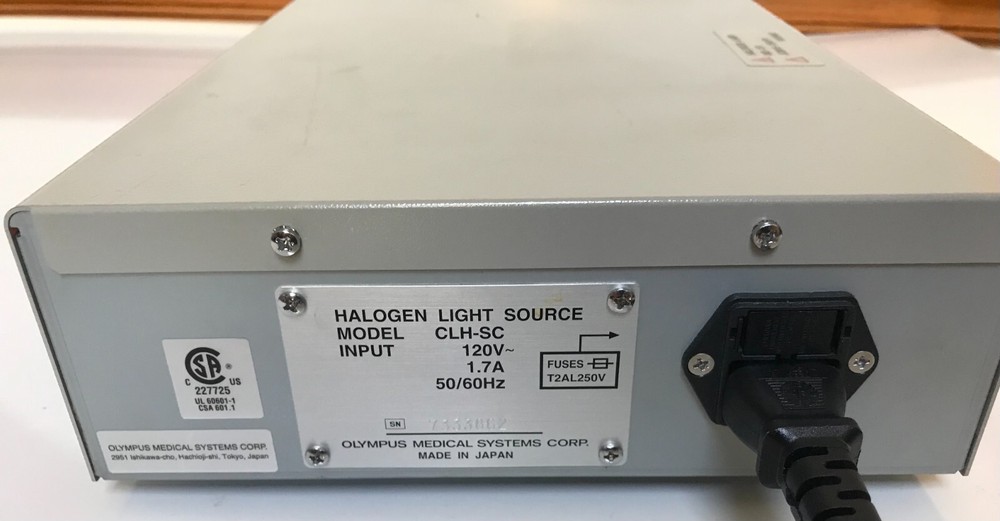 CSA
®
C US
227725
UL 60601-1
CSA 601.1
OLYMPUS MEDICAL SYSTEMS CORP.
2951 Ishikawa-cho, Hachioji-shi, Tokyo, Japan
HALOGEN LIGHT SOURCE
MODEL CLH-SC
INPUT 120V~
1.7A
50/60Hz
FUSES
T2AL250V
SN
OLYMPUS MEDICAL SYSTEMS CORP.
MADE IN JAPAN